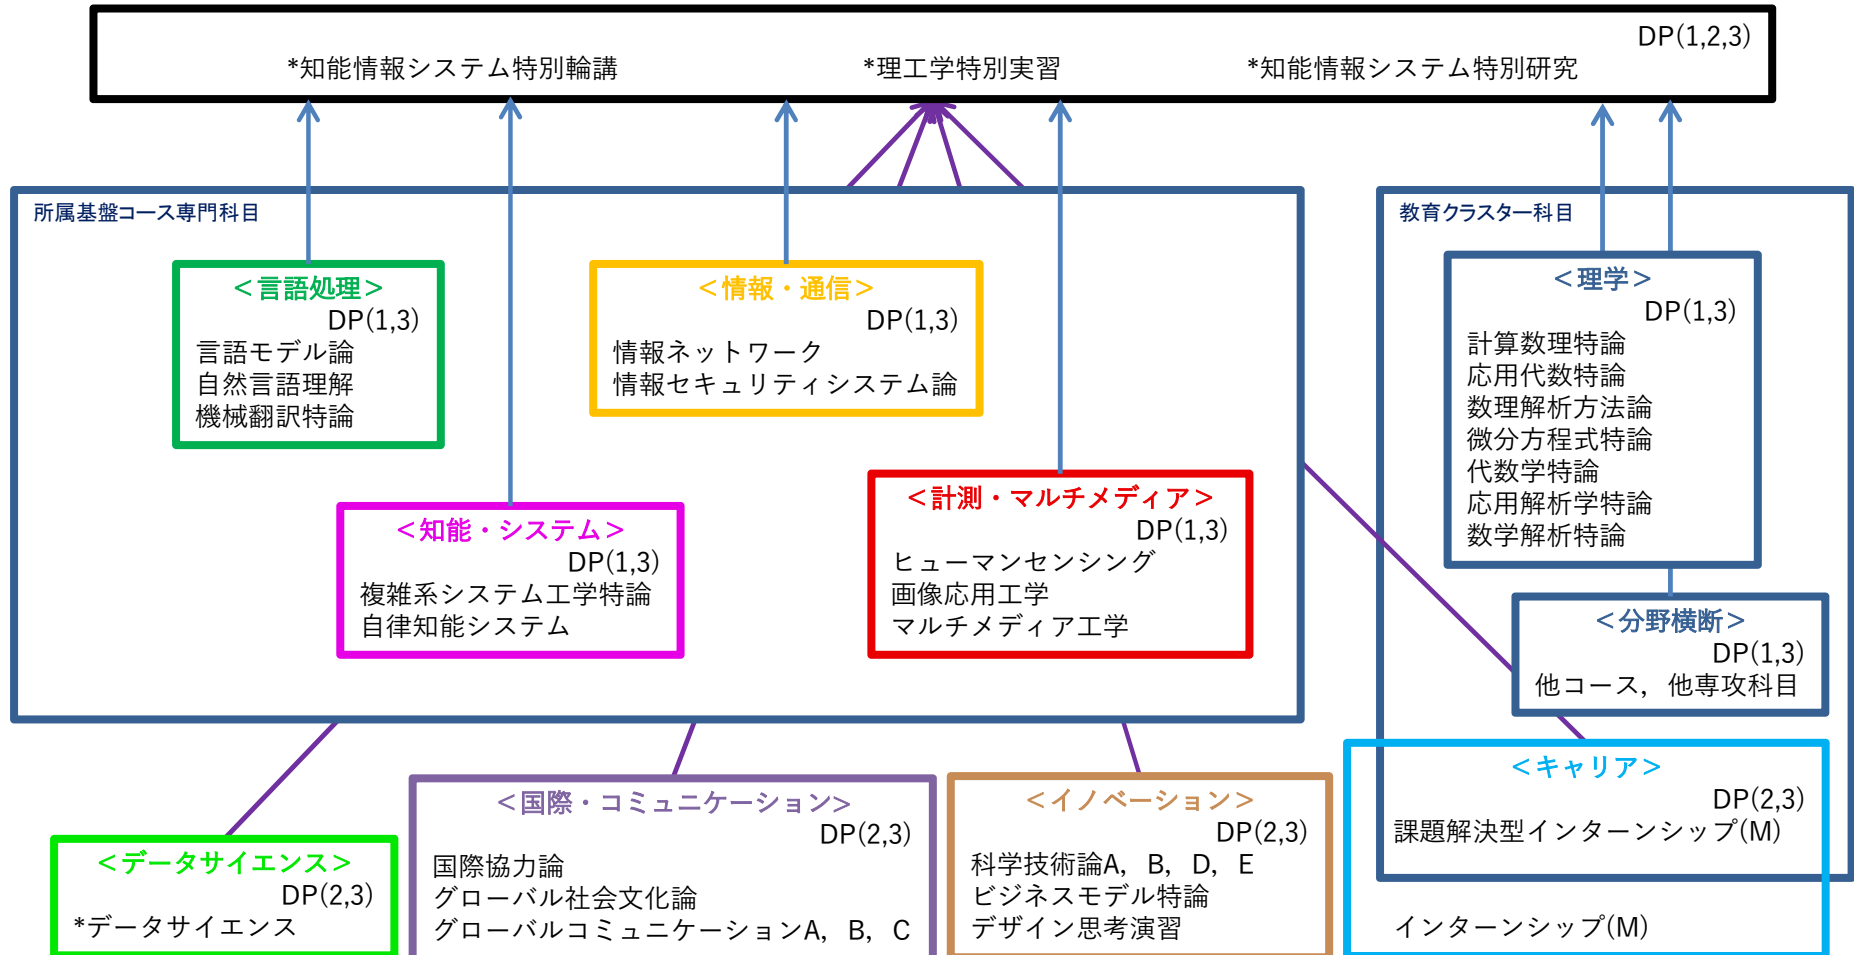 DP(1,2,3)
*知能情報システム特別輪講 *理工学特別実習 *知能情報システム特別研究
所属基盤コース専門科目
<言語処理>
DP(1,3)
言語モデル論
自然言語理解
機械翻訳特論
<情報・通信>
DP(1,3)
情報ネットワーク
情報セキュリティシステム論
<知能・システム>
DP(1,3)
複雑系システム工学特論
自律知能システム
<計測・マルチメディア>
DP(1,3)
ヒューマンセンシング
画像応用工学
マルチメディア工学
教育クラスター科目
<理学>
DP(1,3)
計算数理特論
応用代数特論
数理解析方法論
微分方程式特論
代数学特論
応用解析学特論
数学解析特論
<分野横断>
DP(1,3)
他コース，他専攻科目
<データサイエンス>
DP(2,3)
*データサイエンス
<国際・コミュニケーション>
DP(2,3)
国際協力論
グローバル社会文化論
グローバルコミュニケーションA，B，C
<イノベーション>
DP(2,3)
科学技術論A，B，D，E
ビジネスモデル特論
デザイン思考演習
<キャリア>
DP(2,3)
課題解決型インターンシップ(M)
インターンシップ(M)